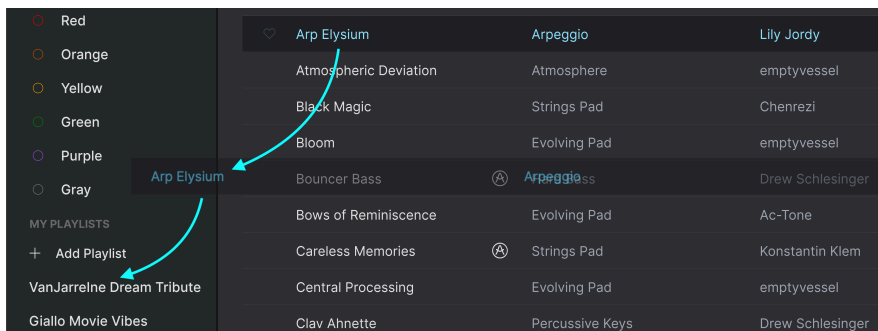 Red
Orange
Yellow
Green
Purple
Gray
MY PLAYLISTS
+ Add Playlist
VanJarrelne Dream Tribute
Giallo Movie Vibes
Arp Elysium Arpeggio Lily Jordy
Atmospheric Deviation Atmosphere emptyvessel
Black Magic Strings Pad Chenrezi
Bloom Evolving Pad emptyvessel
Arp Elysium Arpeggio
Bouncer Bass Hard Bass Drew Schlesinger
Bows of Reminiscence Evolving Pad Ac-Tone
Careless Memories Strings Pad Konstantin Klem
Central Processing Evolving Pad emptyvessel
Clav Ahnette Percussive Keys Drew Schlesinger